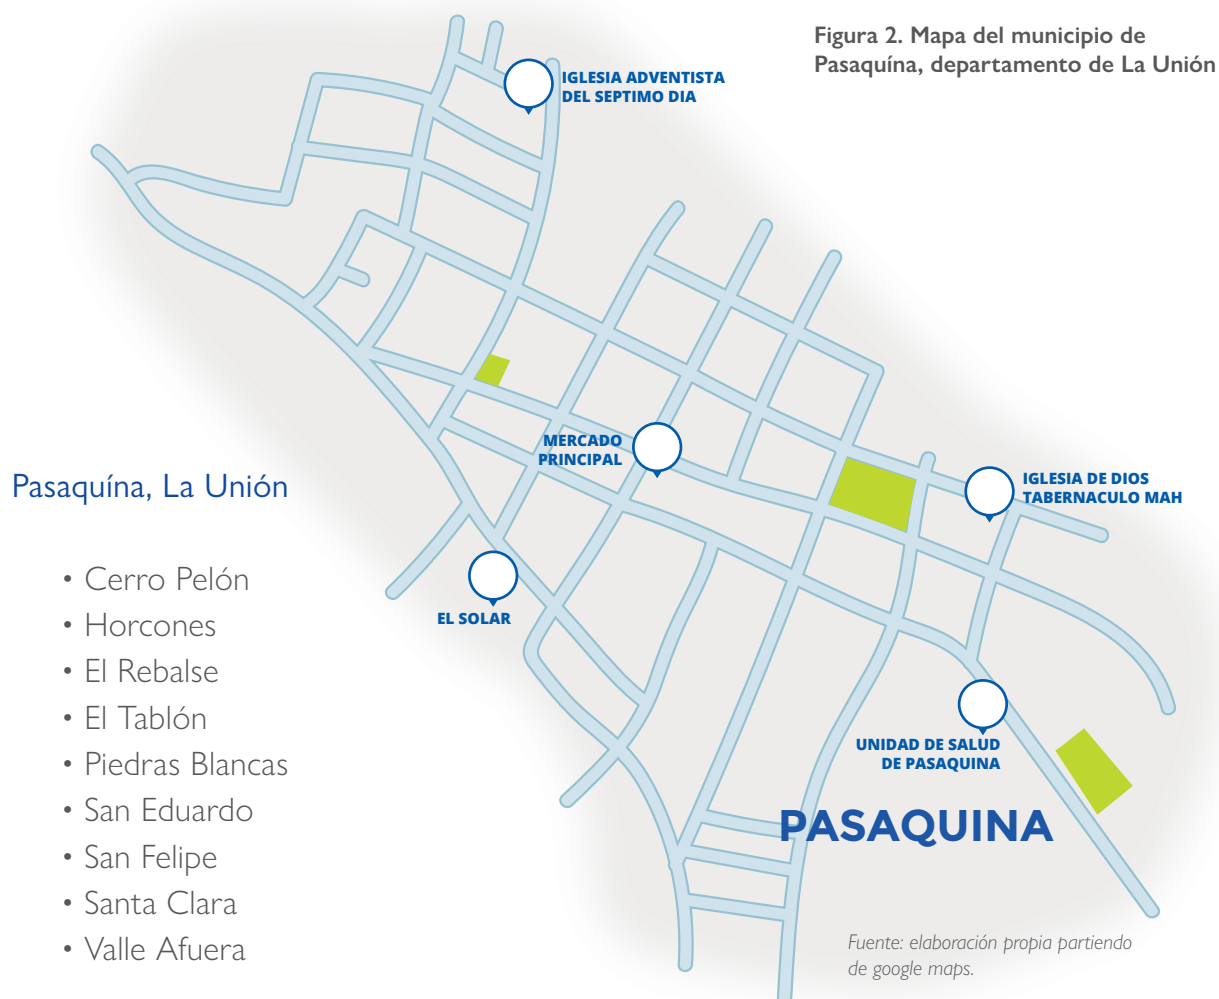 Figura 2. Mapa del municipio de
Pasaquína, departamento de La Unión
IGLESIA ADVENTISTA
DEL SEPTIMO DIA
MERCADO
PRINCIPAL
IGLESIA DE DIOS
TABERNACULO MAH
EL SOLAR
UNIDAD DE SALUD
DE PASAQUINA
PASAQUINA
Pasaquína, La Unión
• Cerro Pelón
• Horcones
• El Rebalse
• El Tablón
• Piedras Blancas
• San Eduardo
• San Felipe
• Santa Clara
• Valle Afuera
Fuente: elaboración propia partiendo
de google maps.